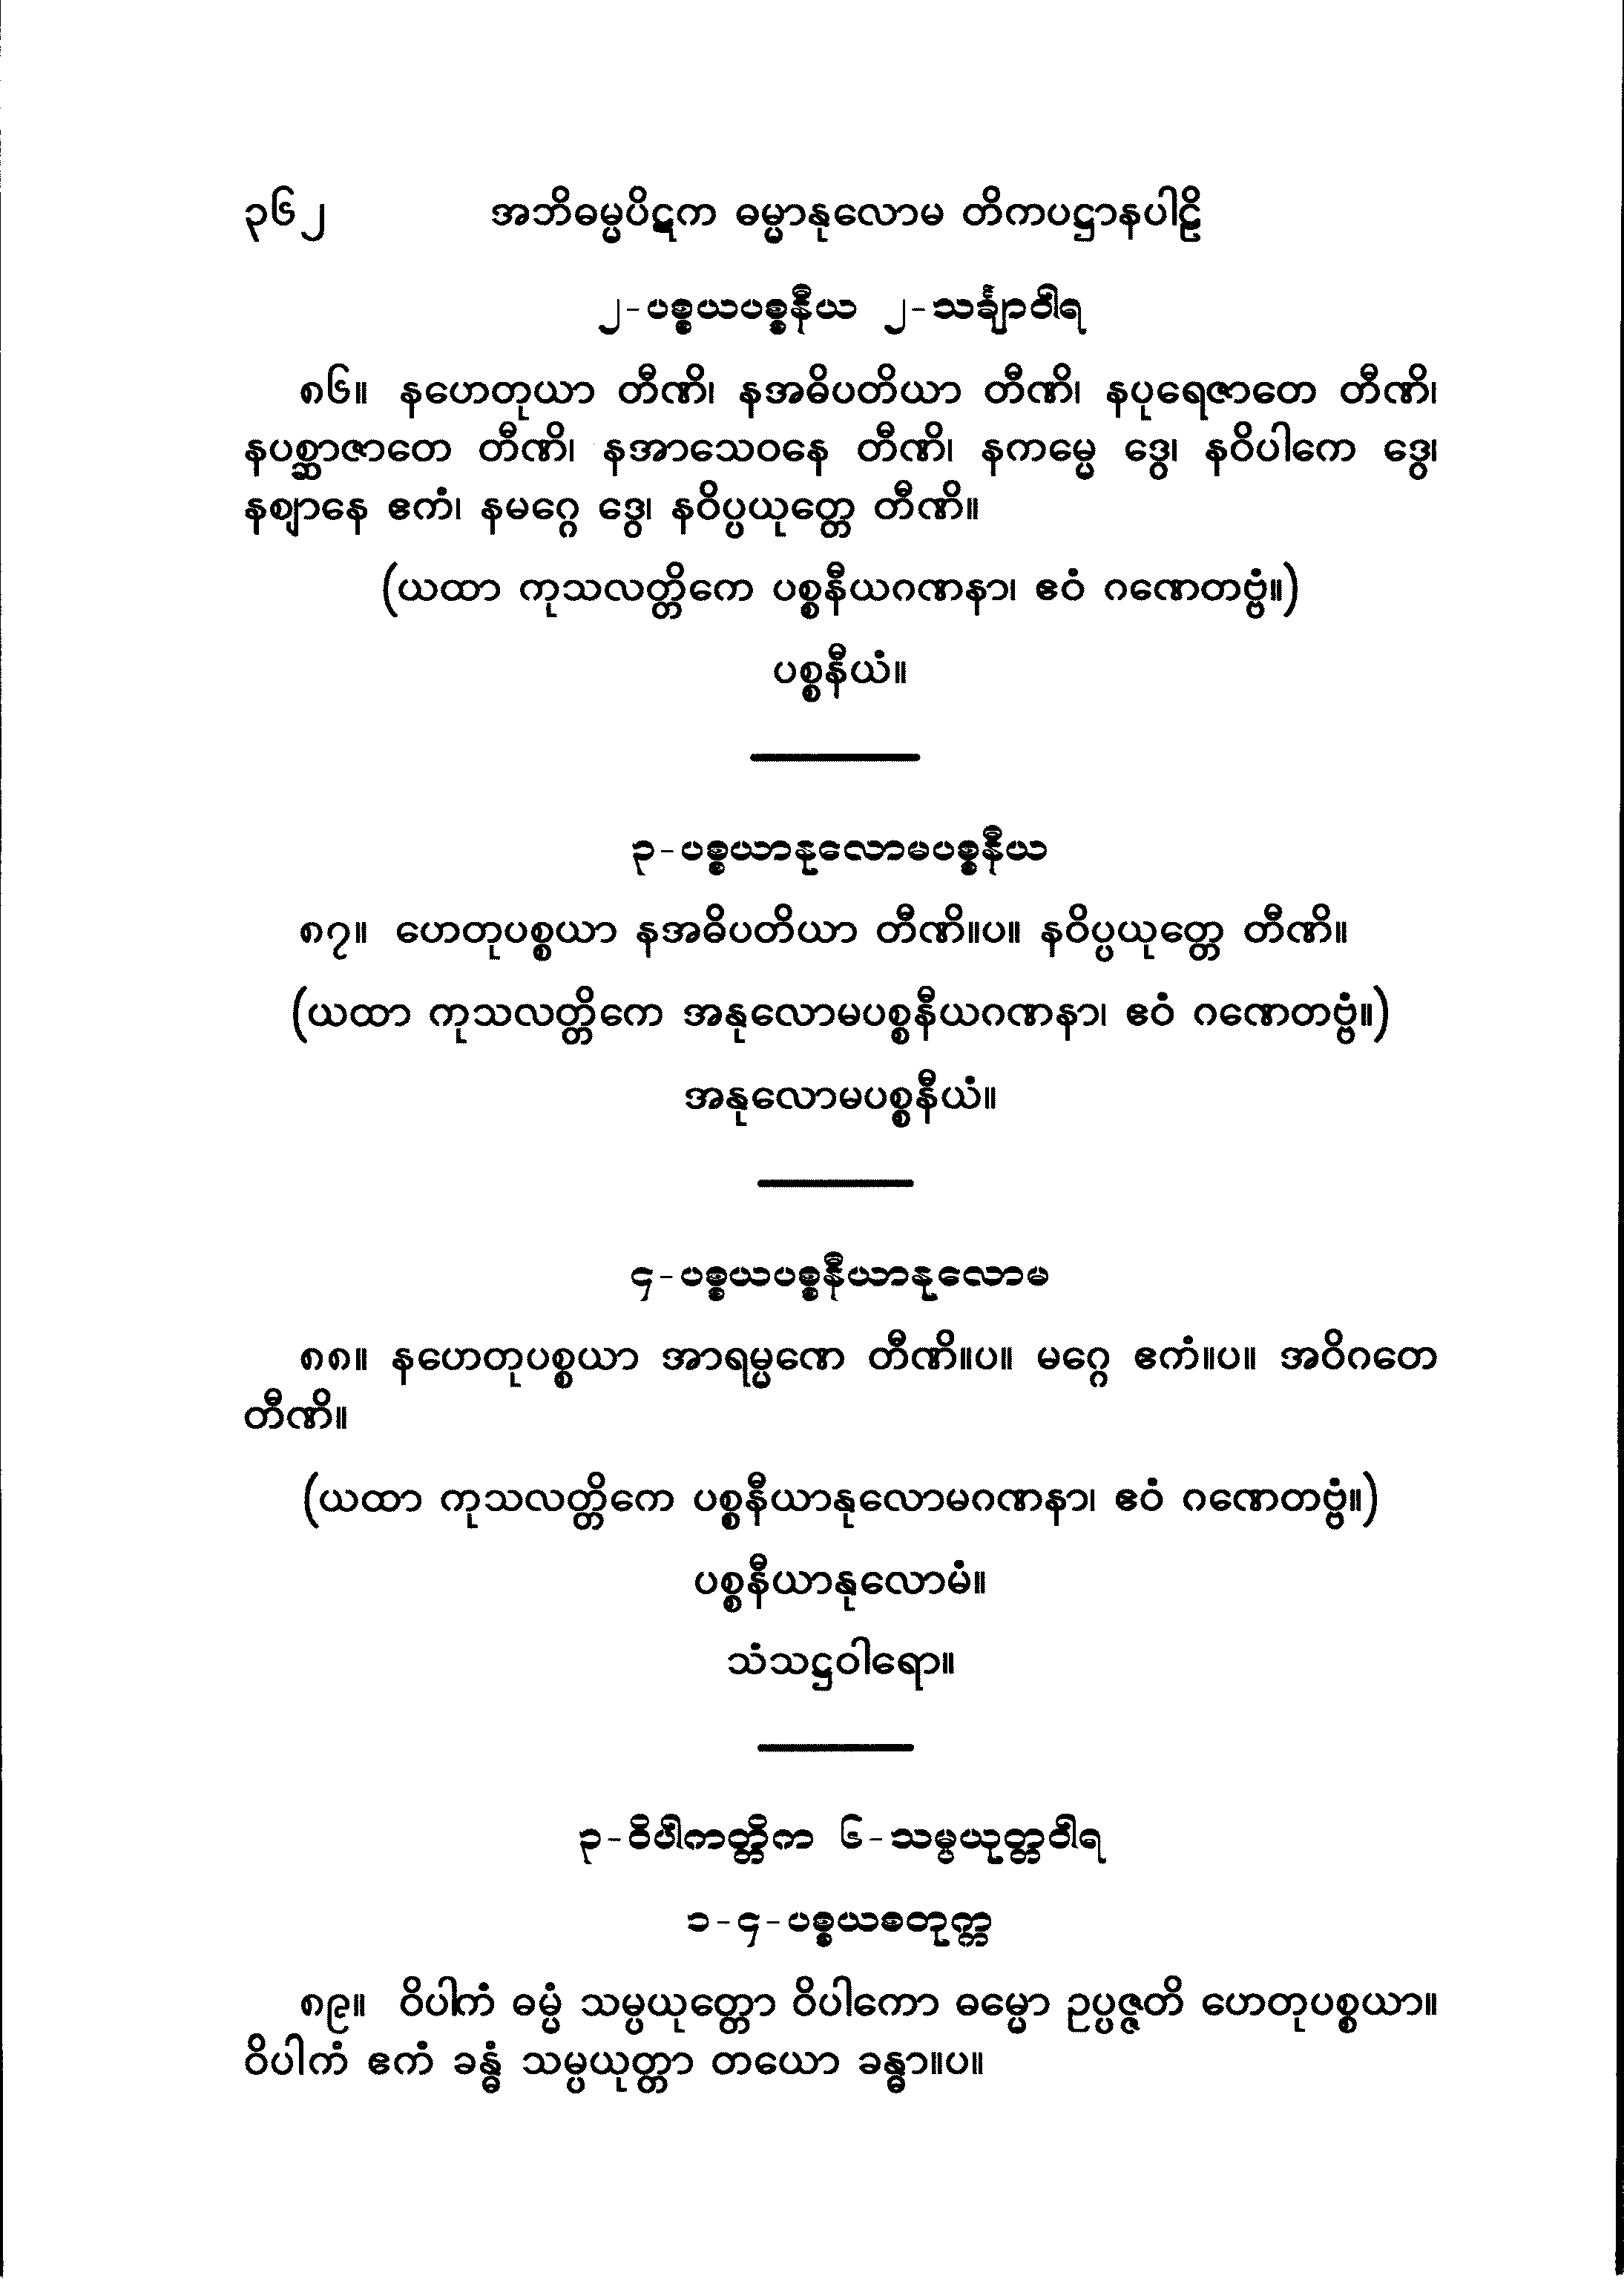 ၃၆၂ အဘိဓမ္မပိဋက ဓမ္မာနုလောမ တိကပဋ္ဌာနပါဠိ
၂-ပစ္စယပစ္စနီယ ၂-သင်္ချာဝါရ
၈၆။ နဟေတုယာ တီဏိ၊ နအဓိပတိယာ တီဏိ၊ နပုရေဇာတေ တီဏိ၊
နပစ္ဆာဇာတေ တီဏိ၊ နအာသေဝနေ တီဏိ၊ နကမ္မေ ဒွေ၊ နဝိပါကေ ဒွေ၊
နဈာနေ ဧကံ၊ နမဂ္ဂေ ဒွေ၊ နဝိပ္ပယုတ္တေ တီဏိ။
(ယထာ ကုသလတ္တိကေ ပစ္စနီယဂဏနာ၊ ဧဝံ ဂဏေတဗ္ဗံ။)
ပစ္စနီယံ။
၃-ပစ္စယာနုလောမပစ္စနီယ
၈၇။ ဟေတုပစ္စယာ နအဓိပတိယာ တီဏိ။ပ။ နဝိပ္ပယုတ္တေ တီဏိ။
(ယထာ ကုသလတ္တိကေ အနုလောမပစ္စနီယဂဏနာ၊ ဧဝံ ဂဏေတဗ္ဗံ။)
အနုလောမပစ္စနီယံ။
၄-ပစ္စယပစ္စနီယာနုလောမ
၈၈။ နဟေတုပစ္စယာ အာရမ္မဏေ တီဏိ။ပ။ မဂ္ဂေ ဧကံ။ပ။ အဝိဂတေ
တီဏိ။
(ယထာ ကုသလတ္တိကေ ပစ္စနီယာနုလောမဂဏနာ၊ ဧဝံ ဂဏေတဗ္ဗံ။)
ပစ္စနီယာနုလောမံ။
သံသဋ္ဌဝါရော။
၃-ဝိပါကတ္တိက ၆-သမ္ပယုတ္တဝါရ
၁-၄-ပစ္စယစတုက္က
၈၉။ ဝိပါကံ ဓမ္မံ သမ္ပယုတ္တော ဝိပါကော ဓမ္မော ဥပ္ပဇ္ဇတိ ဟေတုပစ္စယာ။
ဝိပါကံ ဧကံ ခန္ဓံ သမ္ပယုတ္တာ တယော ခန္ဓာ။ပ။